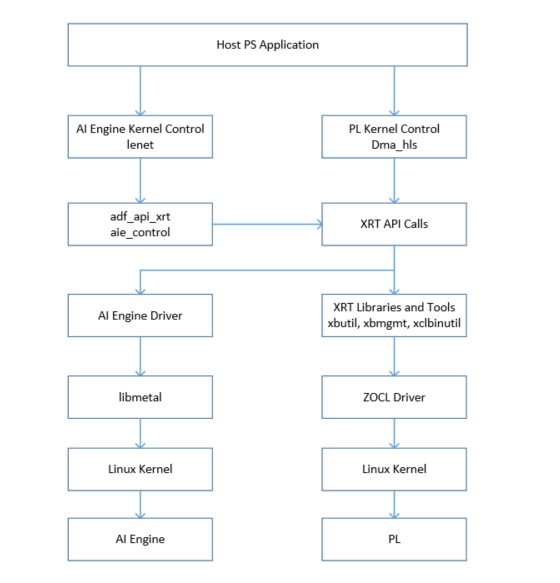 Host PS Application
AI Engine Kernel Control
lenet
PL Kernel Control
Dma_hls
adf_api_xrt
aie_control
XRT API Calls
AI Engine Driver
XRT Libraries and Tools
xbutil, xbmgmt, xclbinutil
libmetal
ZOCL Driver
Linux Kernel
Linux Kernel
AI Engine
PL